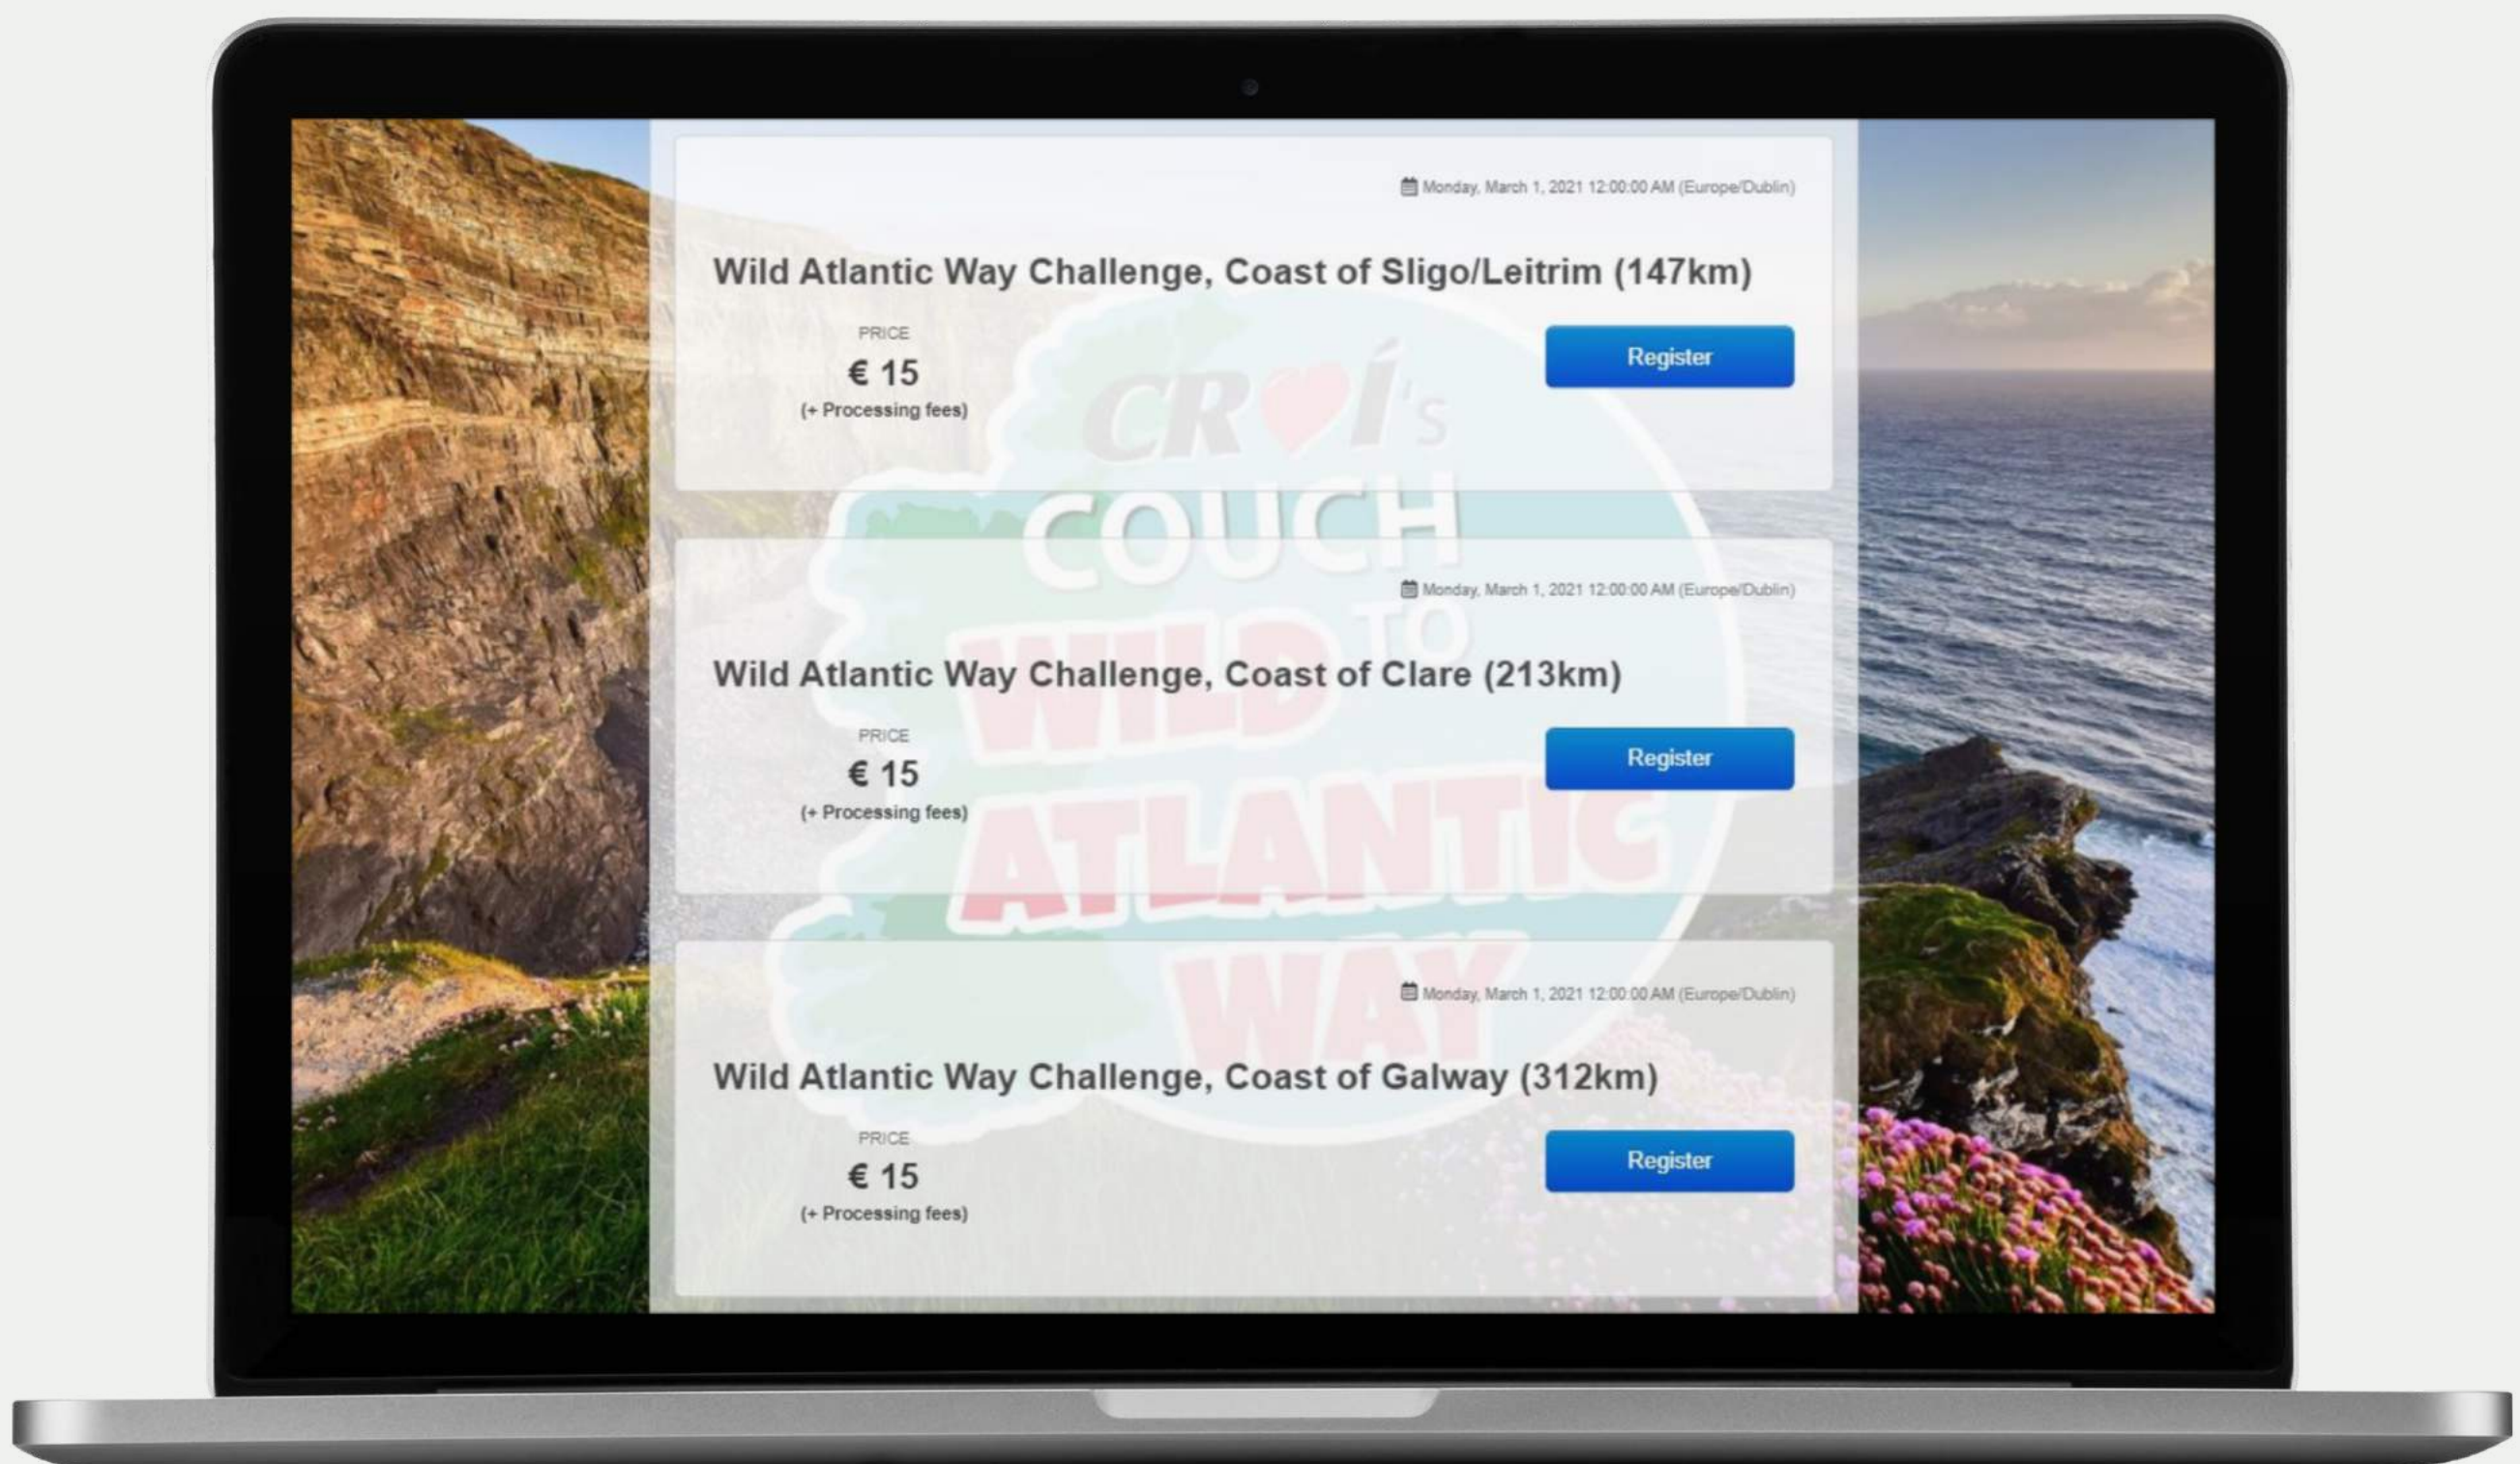 Monday, March 1, 2021 12:00:00 AM (Europe/Dublin)
Wild Atlantic Way Challenge, Coast of Sligo/Leitrim (147km)
PRICE
€ 15
(+ Processing fees)
Register
CROÍ's
COUCH
TO
WILD
ATLANTIC
WAY
Monday, March 1, 2021 12:00:00 AM (Europe/Dublin)
Wild Atlantic Way Challenge, Coast of Clare (213km)
PRICE
€ 15
(+ Processing fees)
Register
Monday, March 1, 2021 12:00:00 AM (Europe/Dublin)
Wild Atlantic Way Challenge, Coast of Galway (312km)
PRICE
€ 15
(+ Processing fees)
Register